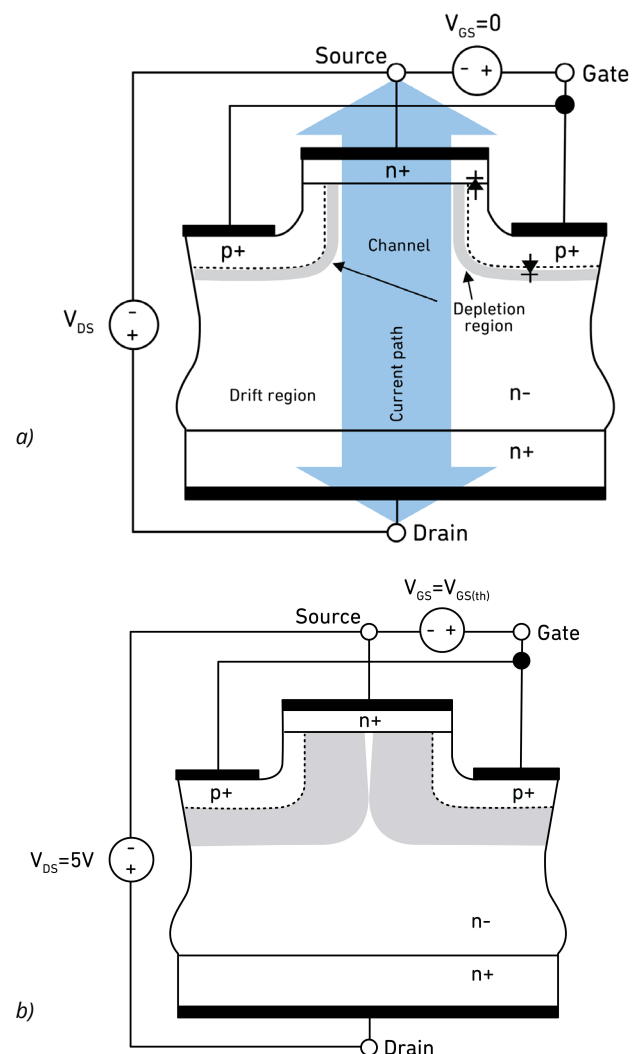 V_GS=0
Source
- +
Gate
n+
p+
Channel
p+
Depletion
region
V_DS
-
+
Current path
Drift region
n-
a)
n+
Drain
V_GS=V_GS(th)
Source
- +
Gate
n+
p+
p+
V_DS=5V
-
+
n-
n+
b)
Drain